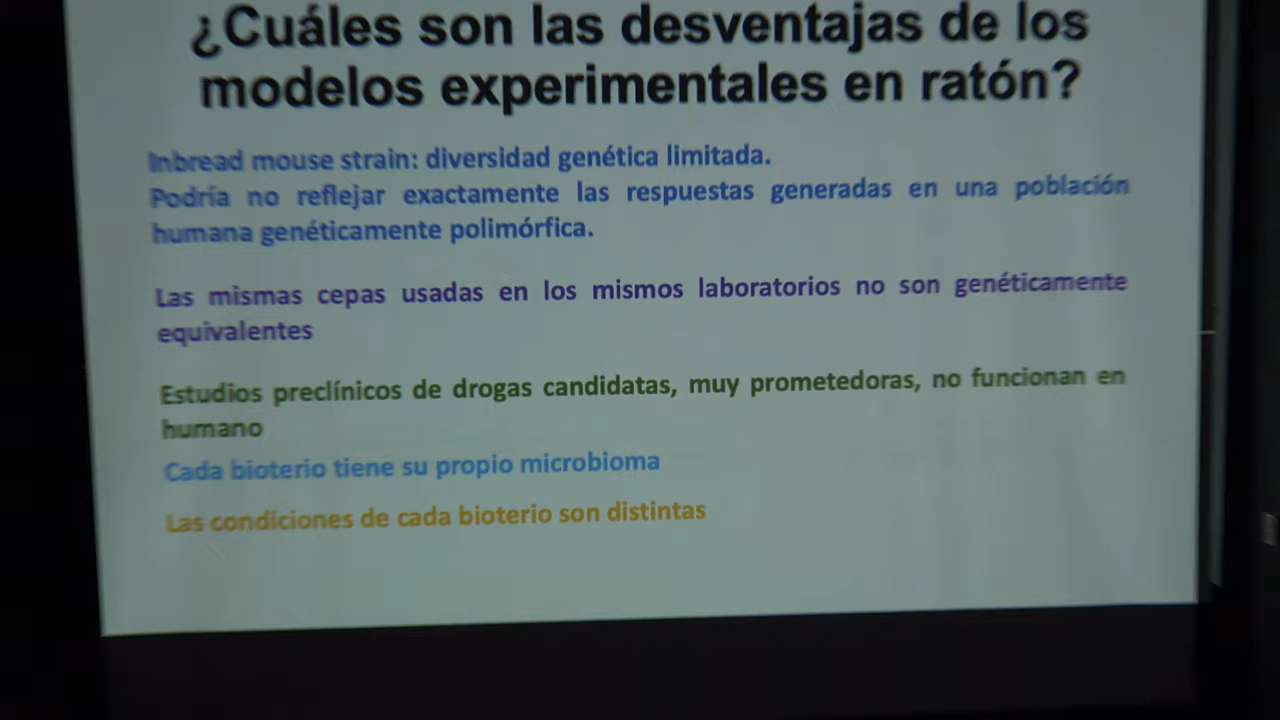 ¿Cuáles son las desventajas de los
modelos experimentales en ratón?
Inbread mouse strain: diversidad genética limitada.
Podría no reflejar exactamente las respuestas generadas en una población
humana genéticamente polimórfica.
Las mismas cepas usadas en los mismos laboratorios no son genéticamente
equivalentes
Estudios preclínicos de drogas candidatas, muy prometedoras, no funcionan en
humano
Cada bioterio tiene su propio microbioma
Las condiciones de cada bioterio son distintas